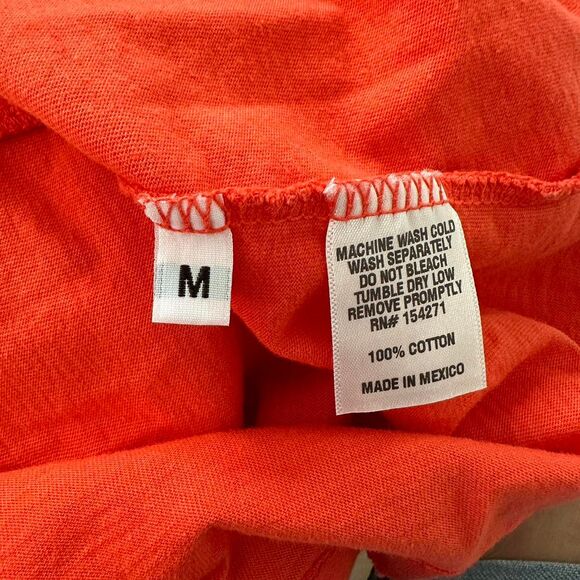 M
MACHINE WASH COLD
WASH SEPARATELY
DO NOT BLEACH
TUMBLE DRY LOW
REMOVE PROMPTLY
RN# 154271
100% COTTON
MADE IN MEXICO